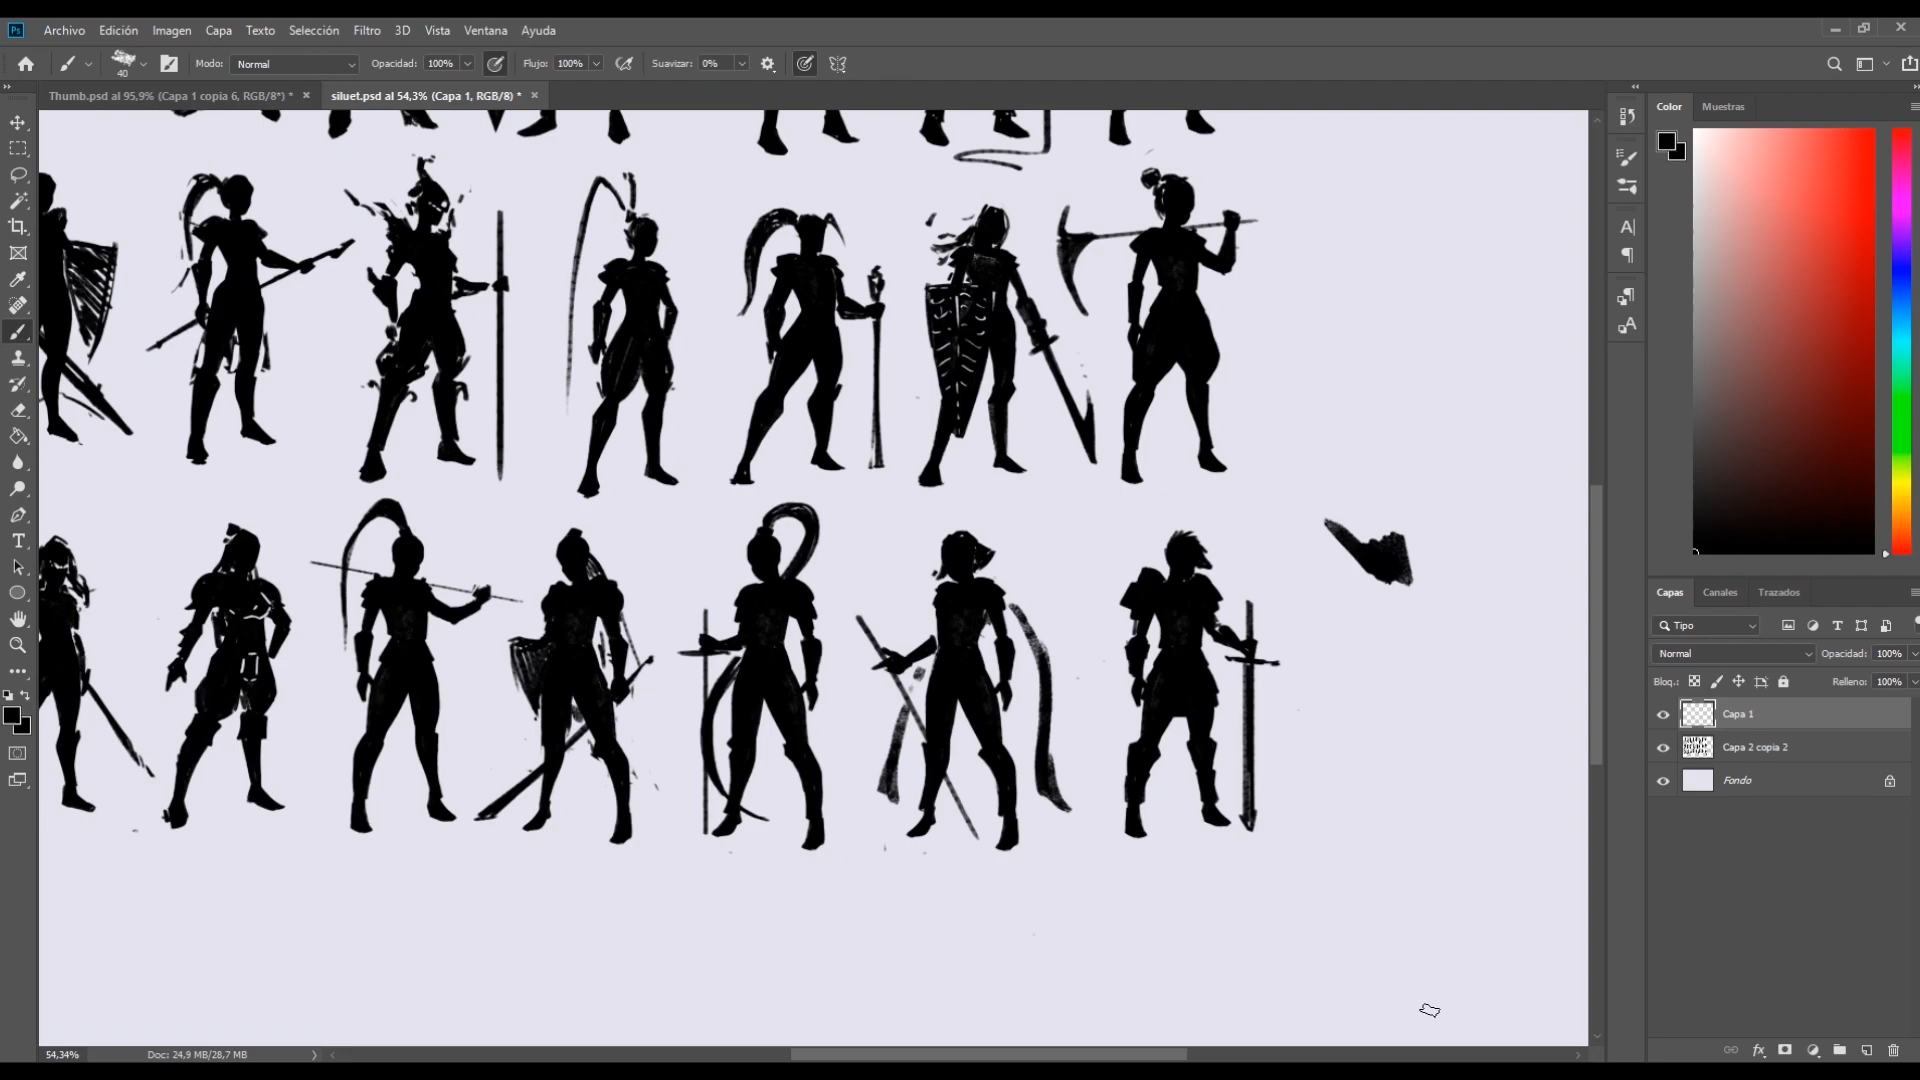 Ps Archivo Edición Imagen Capa Texto Selección Filtro 3D Vista Ventana Ayuda
40 Modo: Normal Opacidad: 100% Flujo: 100% Suavizar: 0%
Thumb.psd al 95,9% (Capa 1 copia 6, RGB/8*) * siluet.psd al 54,3% (Capa 1, RGB/8) *
Color Muestras
Capas Canales Trazados
Tipo
Normal Opacidad: 100%
Bloq.: Relleno: 100%
Capa 1
Capa 2 copia 2
Fondo
54,34% Doc: 24,9 MB/28,7 MB